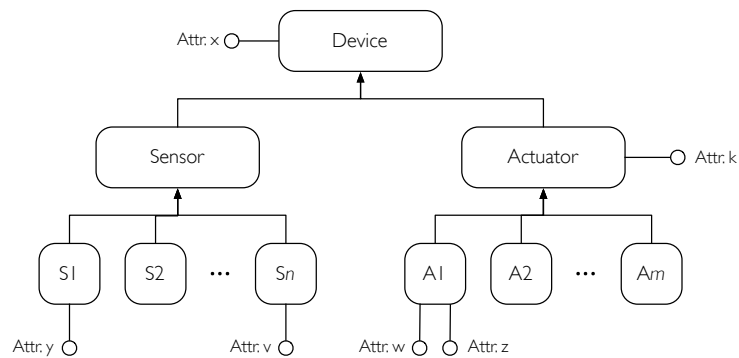 Device
Attr. x
Sensor
Actuator
Attr. k
S1
S2
...
Sn
A1
A2
...
Am
Attr. y
Attr. v
Attr. w
Attr. z